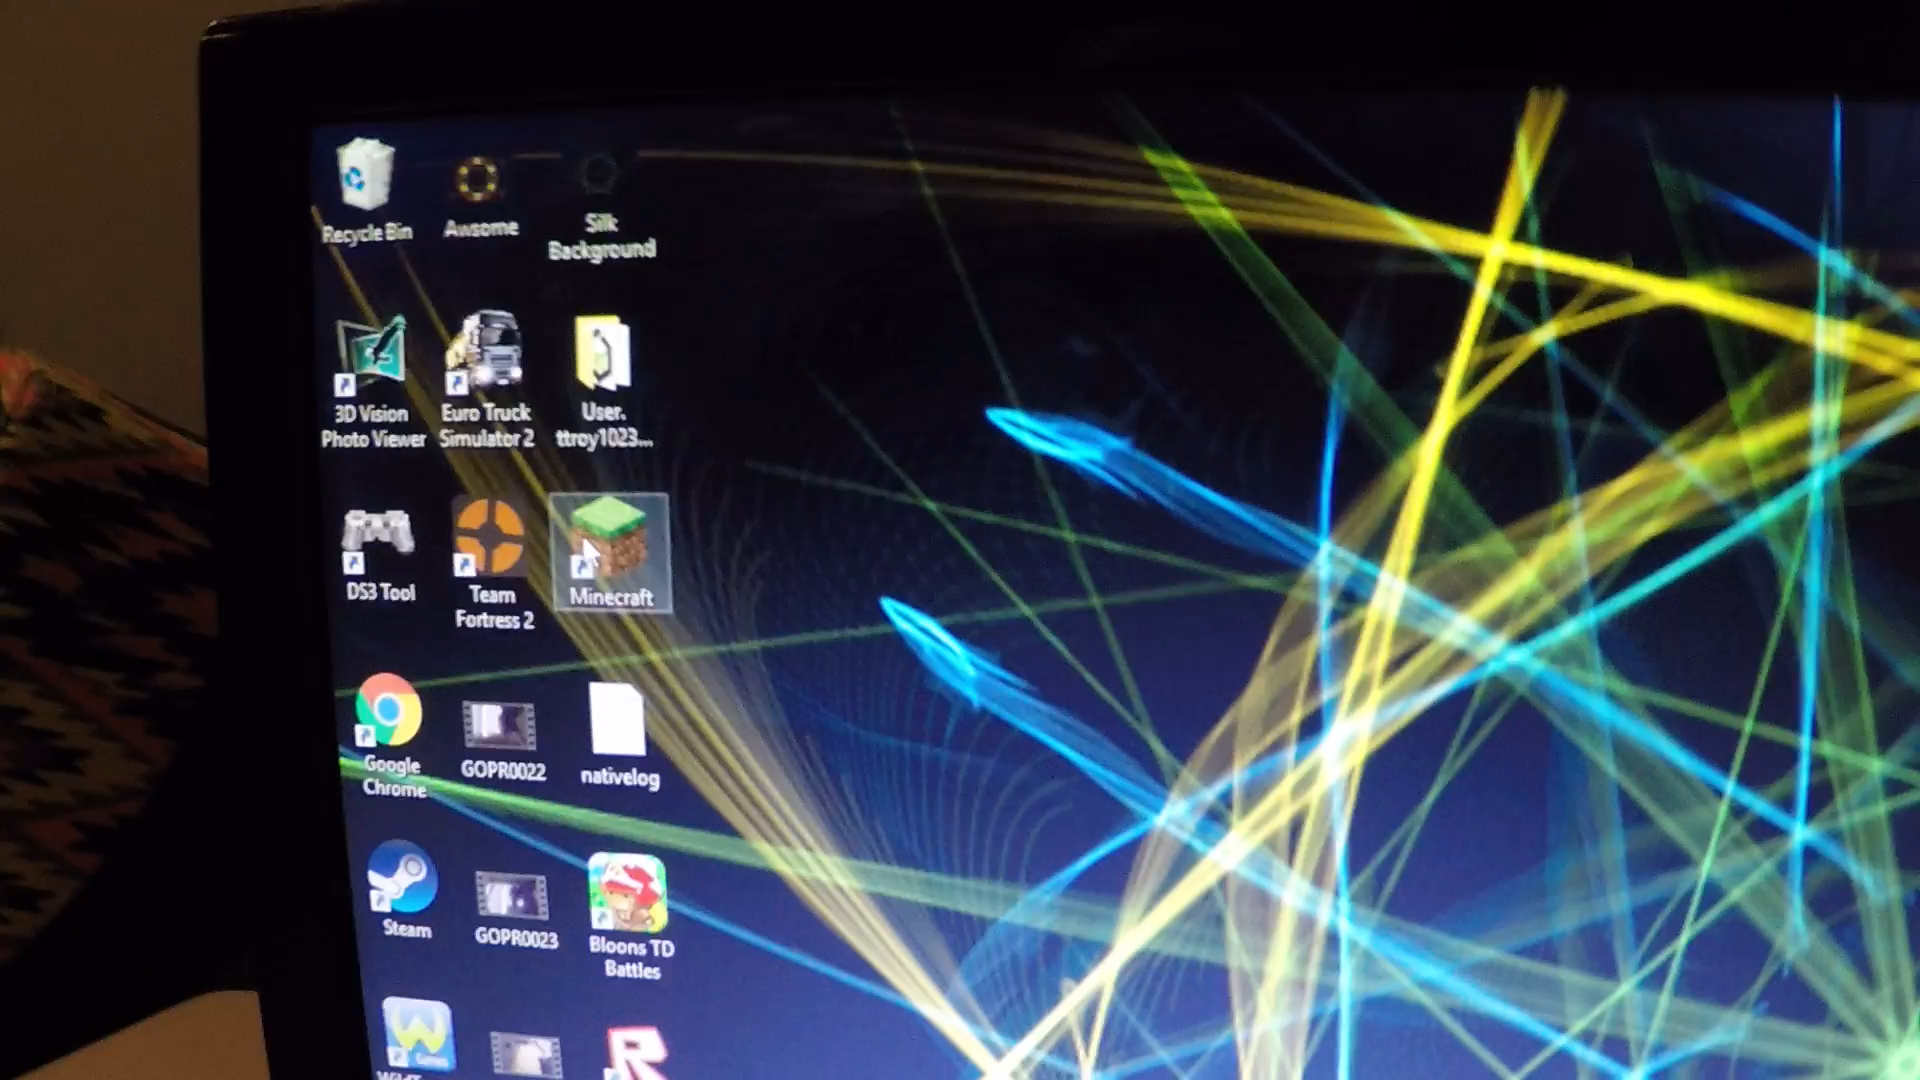 Recycle Bin
Awsome
Silk
Background
3D Vision
Photo Viewer
Euro Truck
Simulator 2
User.
ttroy1023...
DS3 Tool
Team
Fortress 2
Minecraft
Google
Chrome
GOPR0022
nativelog
Steam
GOPR0023
Bloons TD
Battles
Games